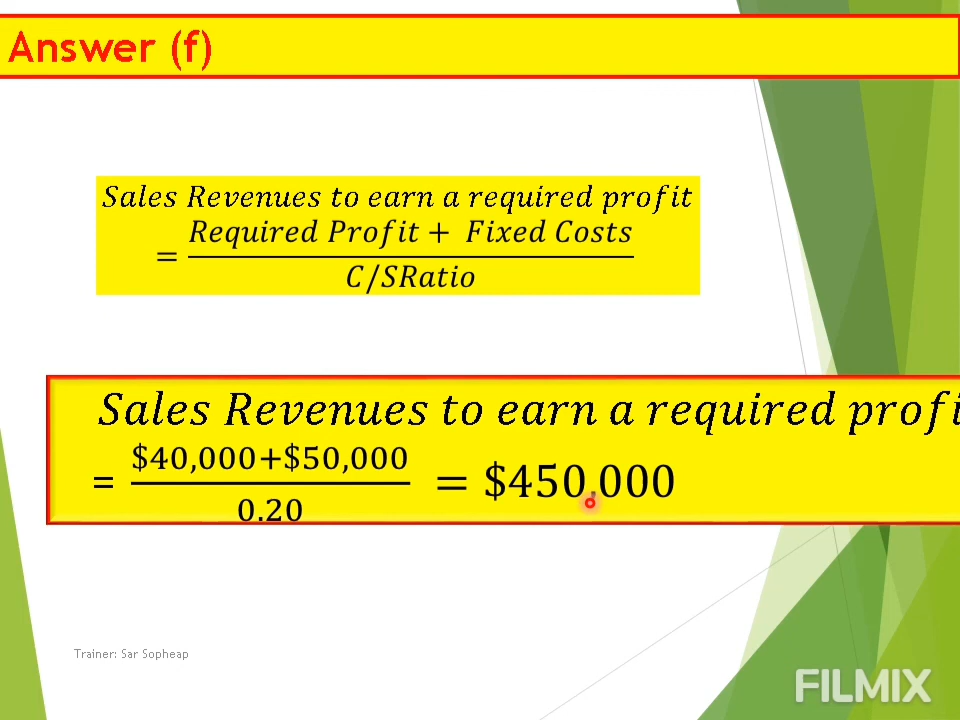 Answer (f)
Sales Revenues to earn a required profit
= Required Profit + Fixed Costs
C/SRatio
Sales Revenues to earn a required profi
= $40,000+$50,000 = $450,000
0.20
Trainer: Sar Sopheap
FILMIX